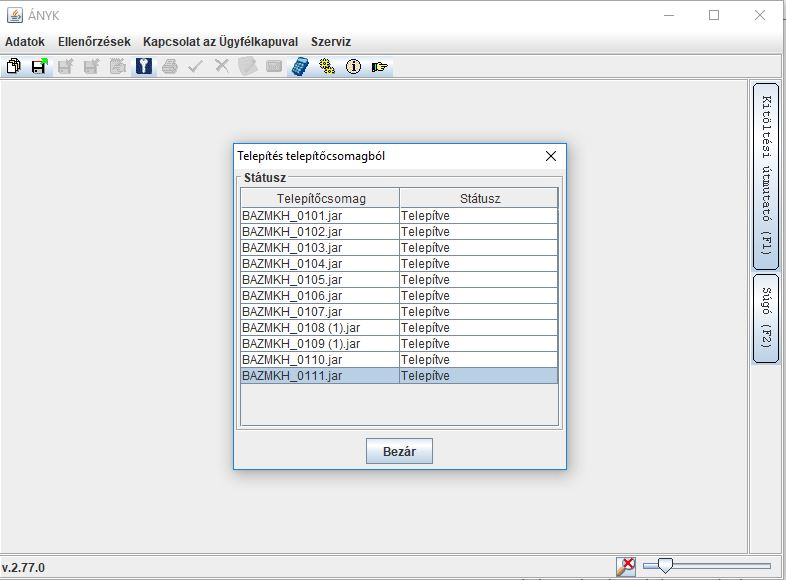 ÁNYK
Adatok Ellenőrzések Kapcsolat az Ügyfélkapuval Szerviz
Telepítés telepítőcsomagból
Státusz
Telepítőcsomag Státusz
BAZMKH_0101.jar Telepítve
BAZMKH_0102.jar Telepítve
BAZMKH_0103.jar Telepítve
BAZMKH_0104.jar Telepítve
BAZMKH_0105.jar Telepítve
BAZMKH_0106.jar Telepítve
BAZMKH_0107.jar Telepítve
BAZMKH_0108 (1).jar Telepítve
BAZMKH_0109 (1).jar Telepítve
BAZMKH_0110.jar Telepítve
BAZMKH_0111.jar Telepítve
Bezár
Kitöltési útmutató (F1)
Súgó (F2)
v.2.77.0